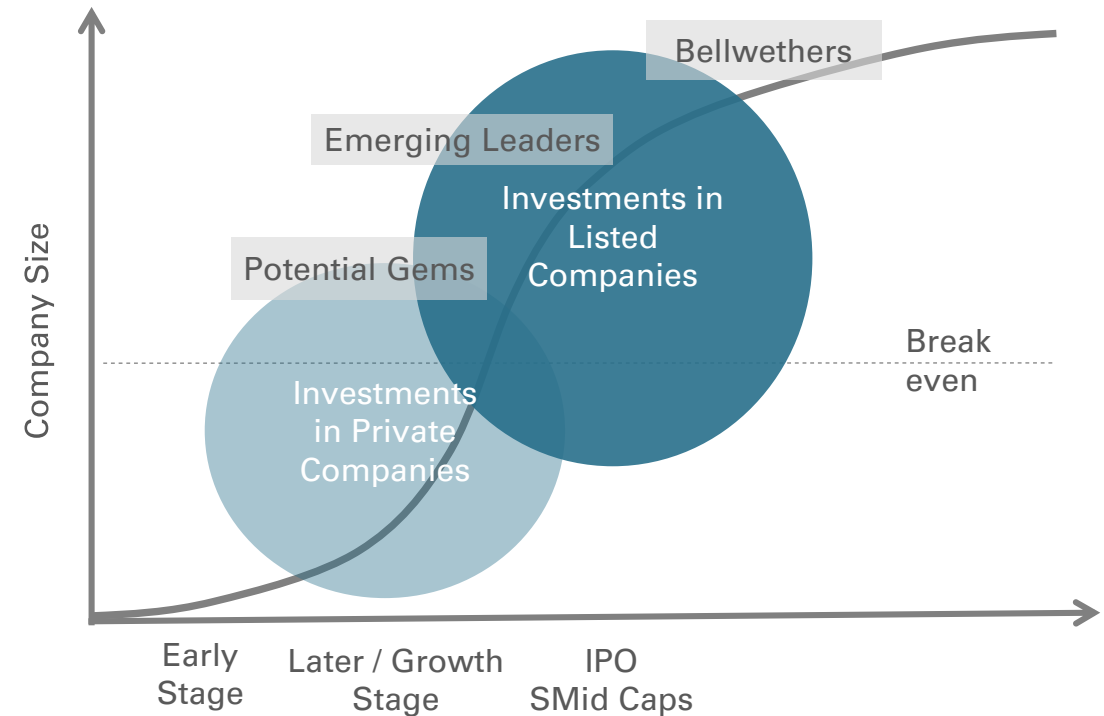 Bellwethers
Emerging Leaders
Investments in
Listed
Companies
Potential Gems
Company Size
Break
even
Investments
in Private
Companies
Early
Stage
Later / Growth
Stage
IPO
SMid Caps